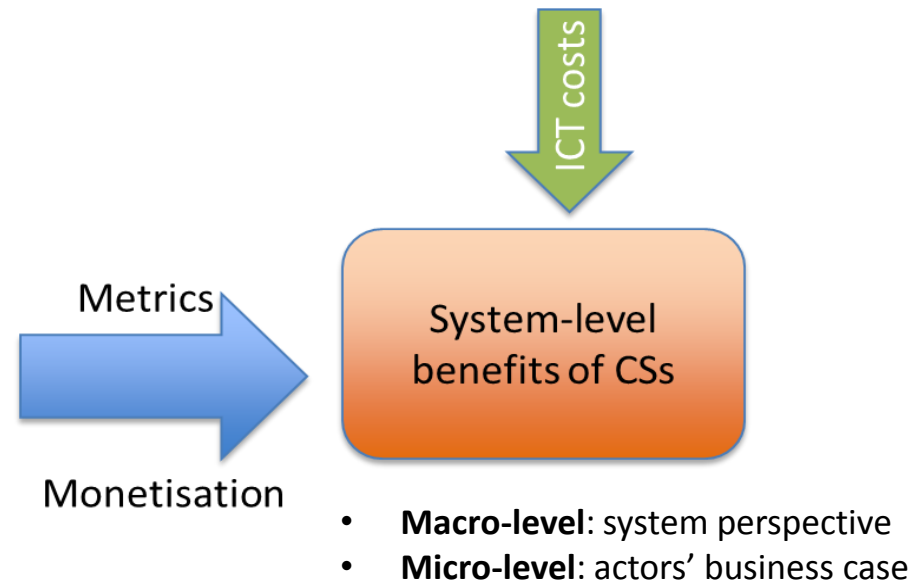 ICT costs
Metrics
System-level
benefits of CSs
Monetisation
• Macro-level: system perspective
• Micro-level: actors’ business case